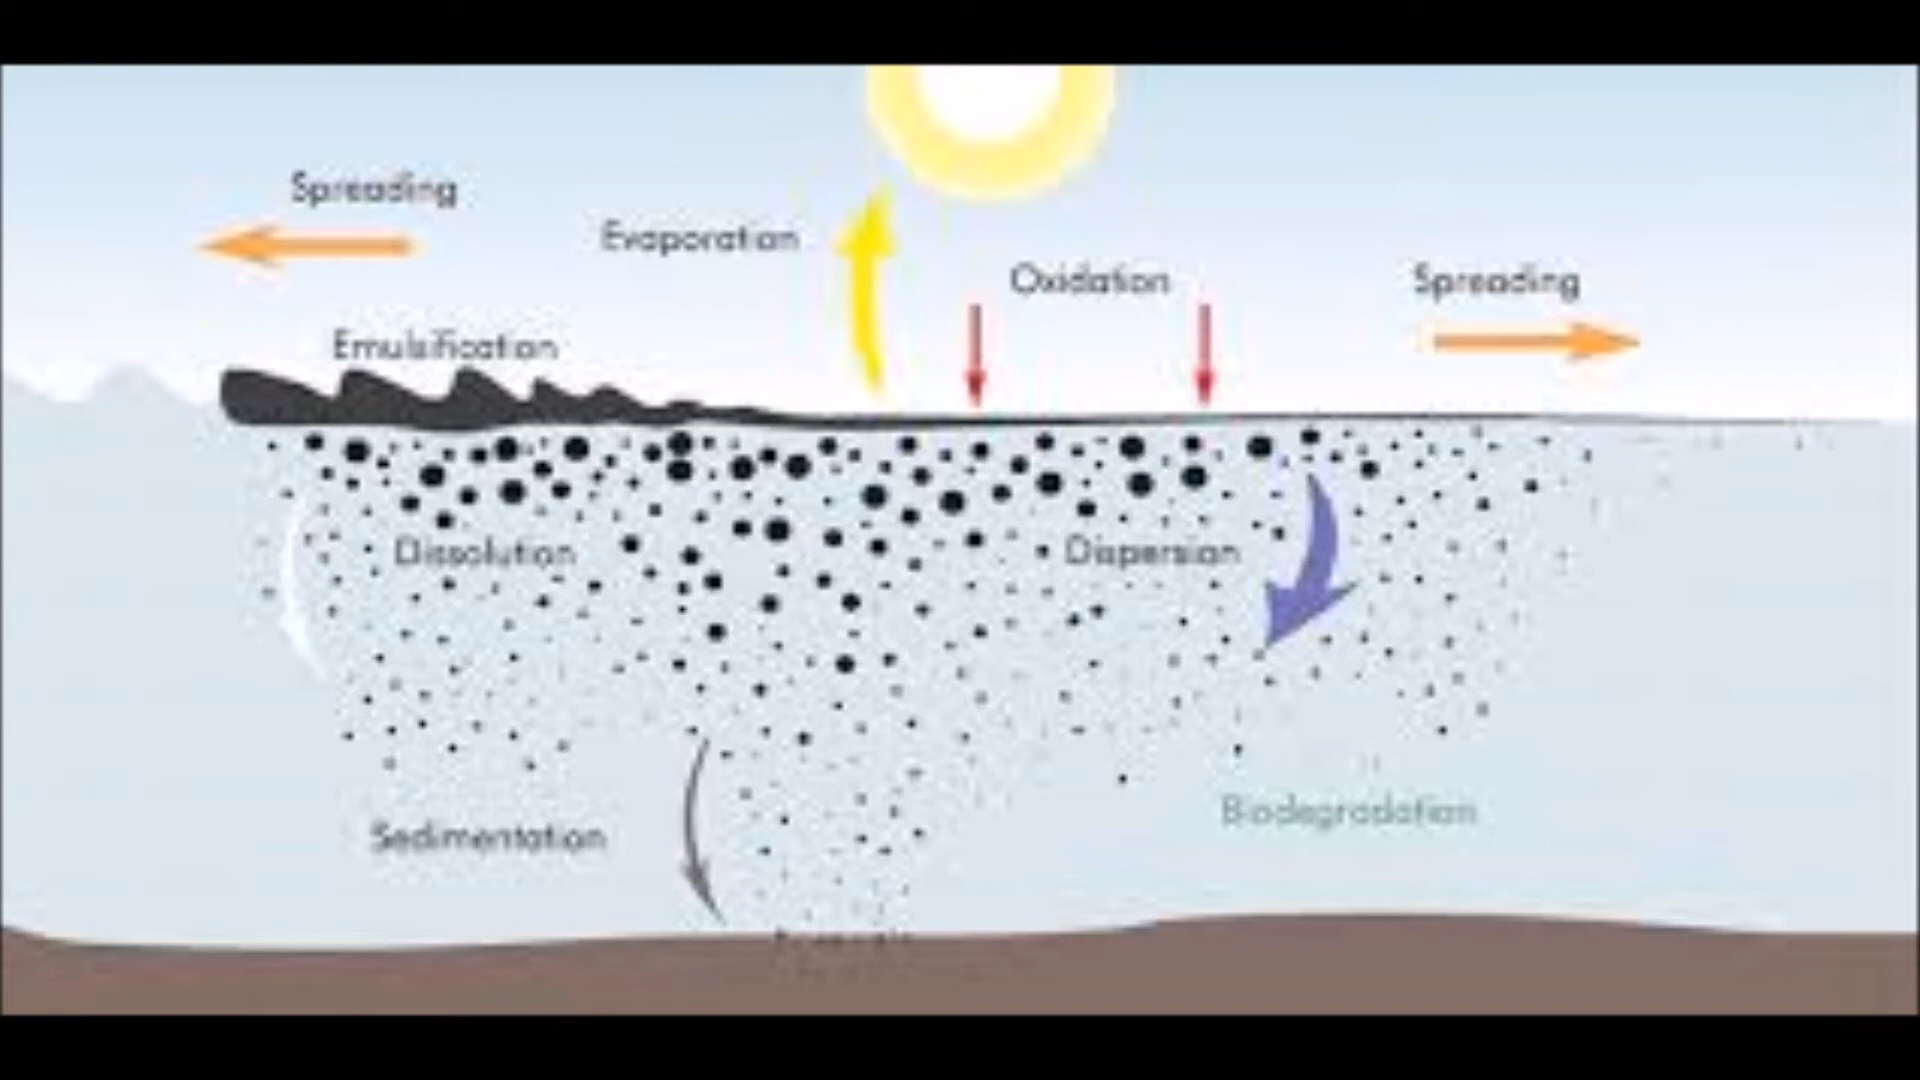 Spreading
Evaporation
Oxidation
Spreading
Emulsification
Dissolution
Dispersion
Sedimentation
Biodegradation